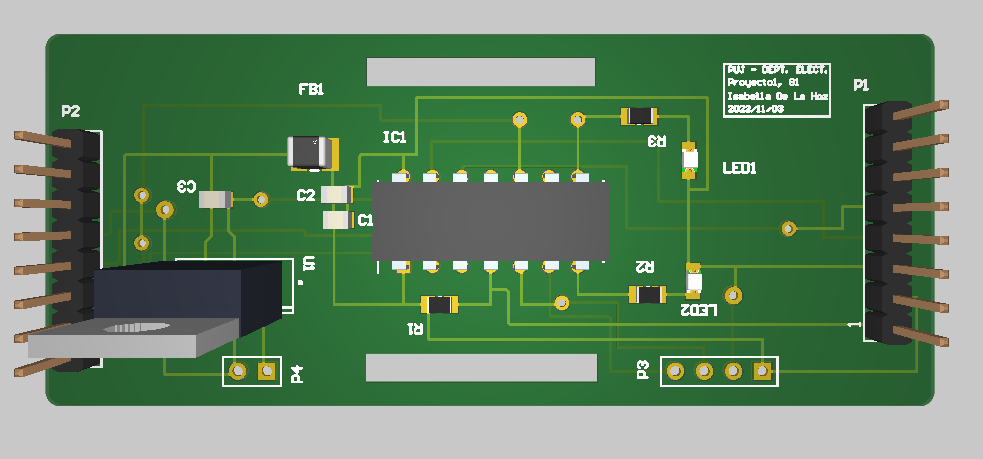 PUJ - DEPT. ELECT.
Proyecto1, G1
Isabella De La Hoz
2022/11/03
P1
P2
FB1
IC1
R3
LED1
C3
C2
C1
R2
LED2
R1
1
P3
P4